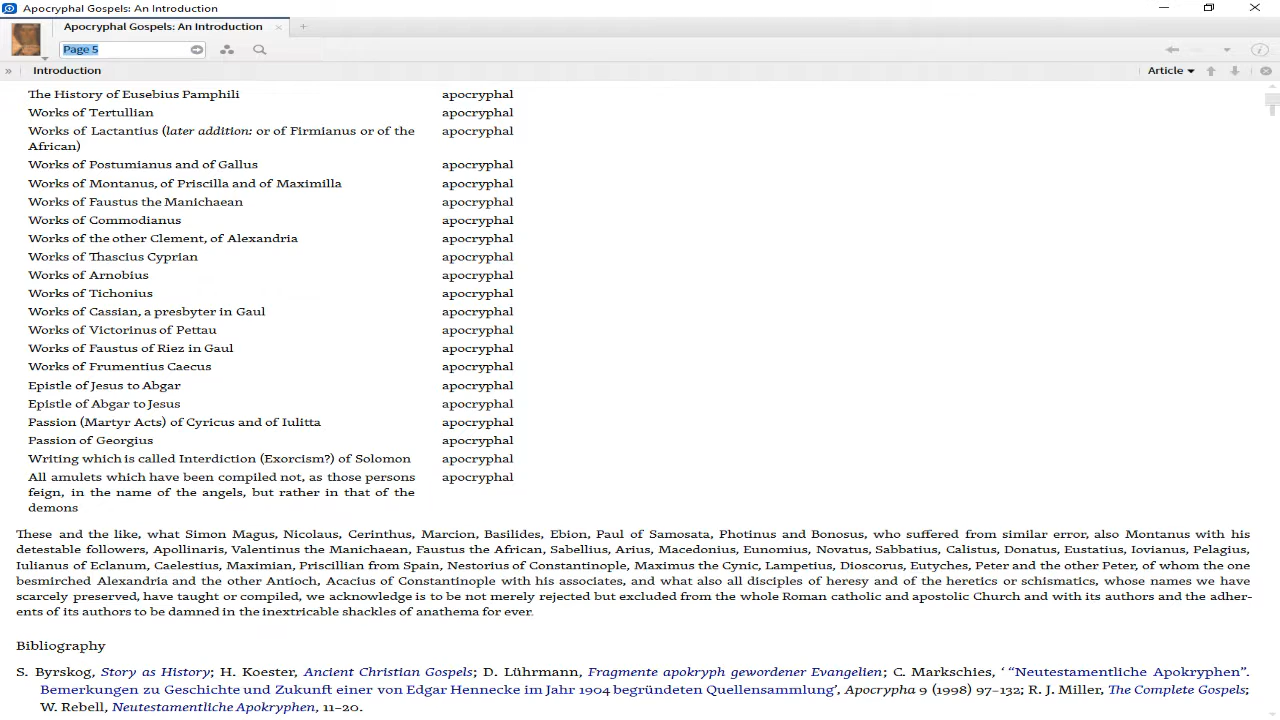 Apocryphal Gospels: An Introduction
Apocryphal Gospels: An Introduction
Page 5
Introduction
Article
The History of Eusebius Pamphili apocryphal
Works of Tertullian apocryphal
Works of Lactantius (later addition: or of Firmianus or of the apocryphal
African)
Works of Postumianus and of Gallus apocryphal
Works of Montanus, of Priscilla and of Maximilla apocryphal
Works of Faustus the Manichaean apocryphal
Works of Commodianus apocryphal
Works of the other Clement, of Alexandria apocryphal
Works of Thascius Cyprian apocryphal
Works of Arnobius apocryphal
Works of Tichonius apocryphal
Works of Cassian, a presbyter in Gaul apocryphal
Works of Victorinus of Pettau apocryphal
Works of Faustus of Riez in Gaul apocryphal
Works of Frumentius Caecus apocryphal
Epistle of Jesus to Abgar apocryphal
Epistle of Abgar to Jesus apocryphal
Passion (Martyr Acts) of Cyricus and of Iulitta apocryphal
Passion of Georgius apocryphal
Writing which is called Interdiction (Exorcism?) of Solomon apocryphal
All amulets which have been compiled not, as those persons apocryphal
feign, in the name of the angels, but rather in that of the
demons
These and the like, what Simon Magus, Nicolaus, Cerinthus, Marcion, Basilides, Ebion, Paul of Samosata, Photinus and Bonosus, who suffered from similar error, also Montanus with his
detestable followers, Apollinaris, Valentinus the Manichaean, Faustus the African, Sabellius, Arius, Macedonius, Eunomius, Novatus, Sabbatius, Calistus, Donatus, Eustatius, Iovianus, Pelagius,
Iulianus of Eclanum, Caelestius, Maximian, Priscillian from Spain, Nestorius of Constantinople, Maximus the Cynic, Lampetius, Dioscorus, Eutyches, Peter and the other Peter, of whom the one
besmirched Alexandria and the other Antioch, Acacius of Constantinople with his associates, and what also all disciples of heresy and of the heretics or schismatics, whose names we have
scarcely preserved, have taught or compiled, we acknowledge is to be not merely rejected but excluded from the whole Roman catholic and apostolic Church and with its authors and the adher-
ents of its authors to be damned in the inextricable shackles of anathema for ever.
Bibliography
S. Byrskog, Story as History; H. Koester, Ancient Christian Gospels; D. Lührmann, Fragmente apokryph gewordener Evangelien; C. Markschies, ‘ “Neutestamentliche Apokryphen”.
Bemerkungen zu Geschichte und Zukunft einer von Edgar Hennecke im Jahr 1904 begründeten Quellensammlung’, Apocrypha 9 (1998) 97–132; R. J. Miller, The Complete Gospels;
W. Rebell, Neutestamentliche Apokryphen, 11–20.